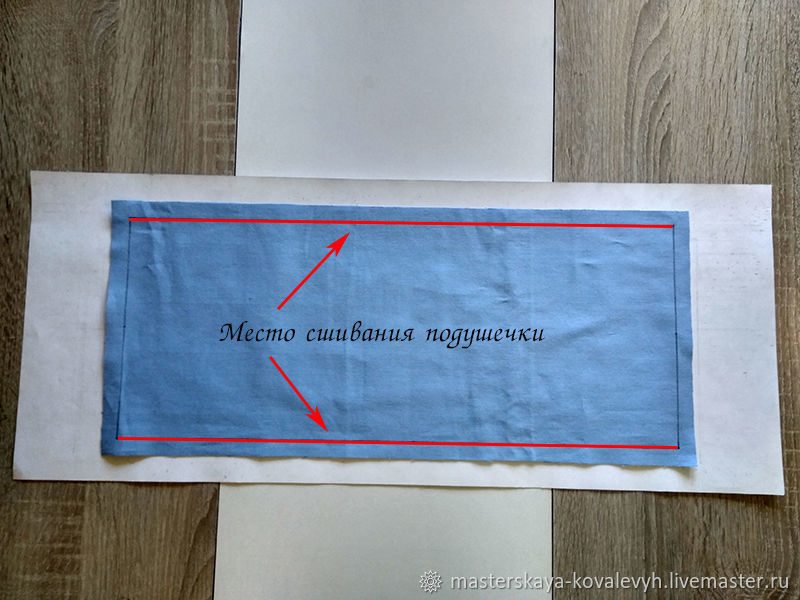 Место сшивания подушечки
masterskaya-kovalevyh.livemaster.ru